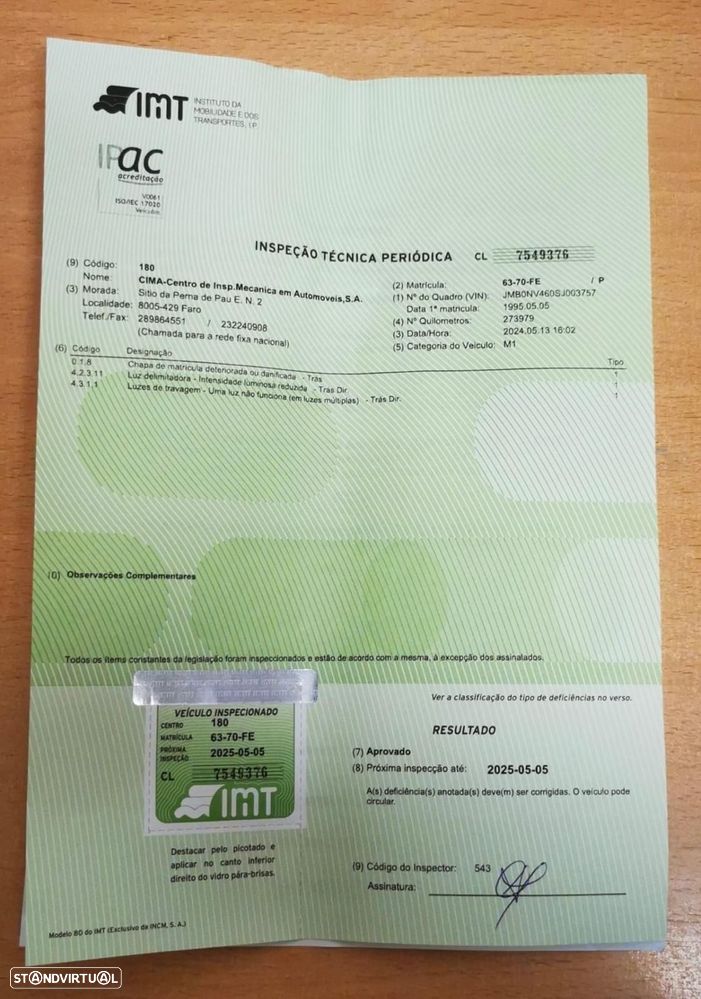 IMT INSTITUTO DA
MOBILIDADE E DOS
TRANSPORTES, I.P.
IPac
acreditação
V0061
ISO/IEC 17020
Veículos
INSPEÇÃO TÉCNICA PERIÓDICA CL 7549376
(9) Código: 180
Nome: CIMA-Centro de Insp.Mecanica em Automoveis,S.A.
(3) Morada: Sitio da Perna de Pau E. N. 2
Localidade: 8005-429 Faro
Telef./Fax: 289864551 / 232240908
(Chamada para a rede fixa nacional)
(2) Matrícula: 63-70-FE / P
(1) Nº do Quadro (VIN): JMB0NV460SJ003757
Data 1ª matrícula: 1995.05.05
(4) Nº Quilometros: 273979
(3) Data/Hora: 2024.05.13 16:02
(5) Categoria do Veículo: M1
(6) Código Designação Tipo
0.1.8 Chapa de matrícula deteriorada ou danificada - Trás 1
4.2.3.11 Luz delimitadora - Intensidade luminosa reduzida - Trás Dir. 1
4.3.1.1 Luzes de travagem - Uma luz não funciona (em luzes múltiplas) - Trás Dir. 1
(0) Observações Complementares
Todos os ítems constantes da legislação foram inspeccionados e estão de acordo com a mesma, à excepção dos assinalados.
VEÍCULO INSPECIONADO
CENTRO 180
MATRÍCULA 63-70-FE
PRÓXIMA
INSPEÇÃO 2025-05-05
CL 7549376
IMT
Destacar pelo picotado e
aplicar no canto inferior
direito do vidro pára-brisas.
Ver a classificação do tipo de deficiências no verso.
RESULTADO
(7) Aprovado
(8) Próxima inspecção até: 2025-05-05
A(s) deficiência(s) anotada(s) deve(m) ser corrigidas. O veículo pode
circular.
(9) Código do Inspector: 543
Assinatura:
Modelo 80 do IMT (Exclusivo da INCM, S. A.)
STANDVIRTUAL